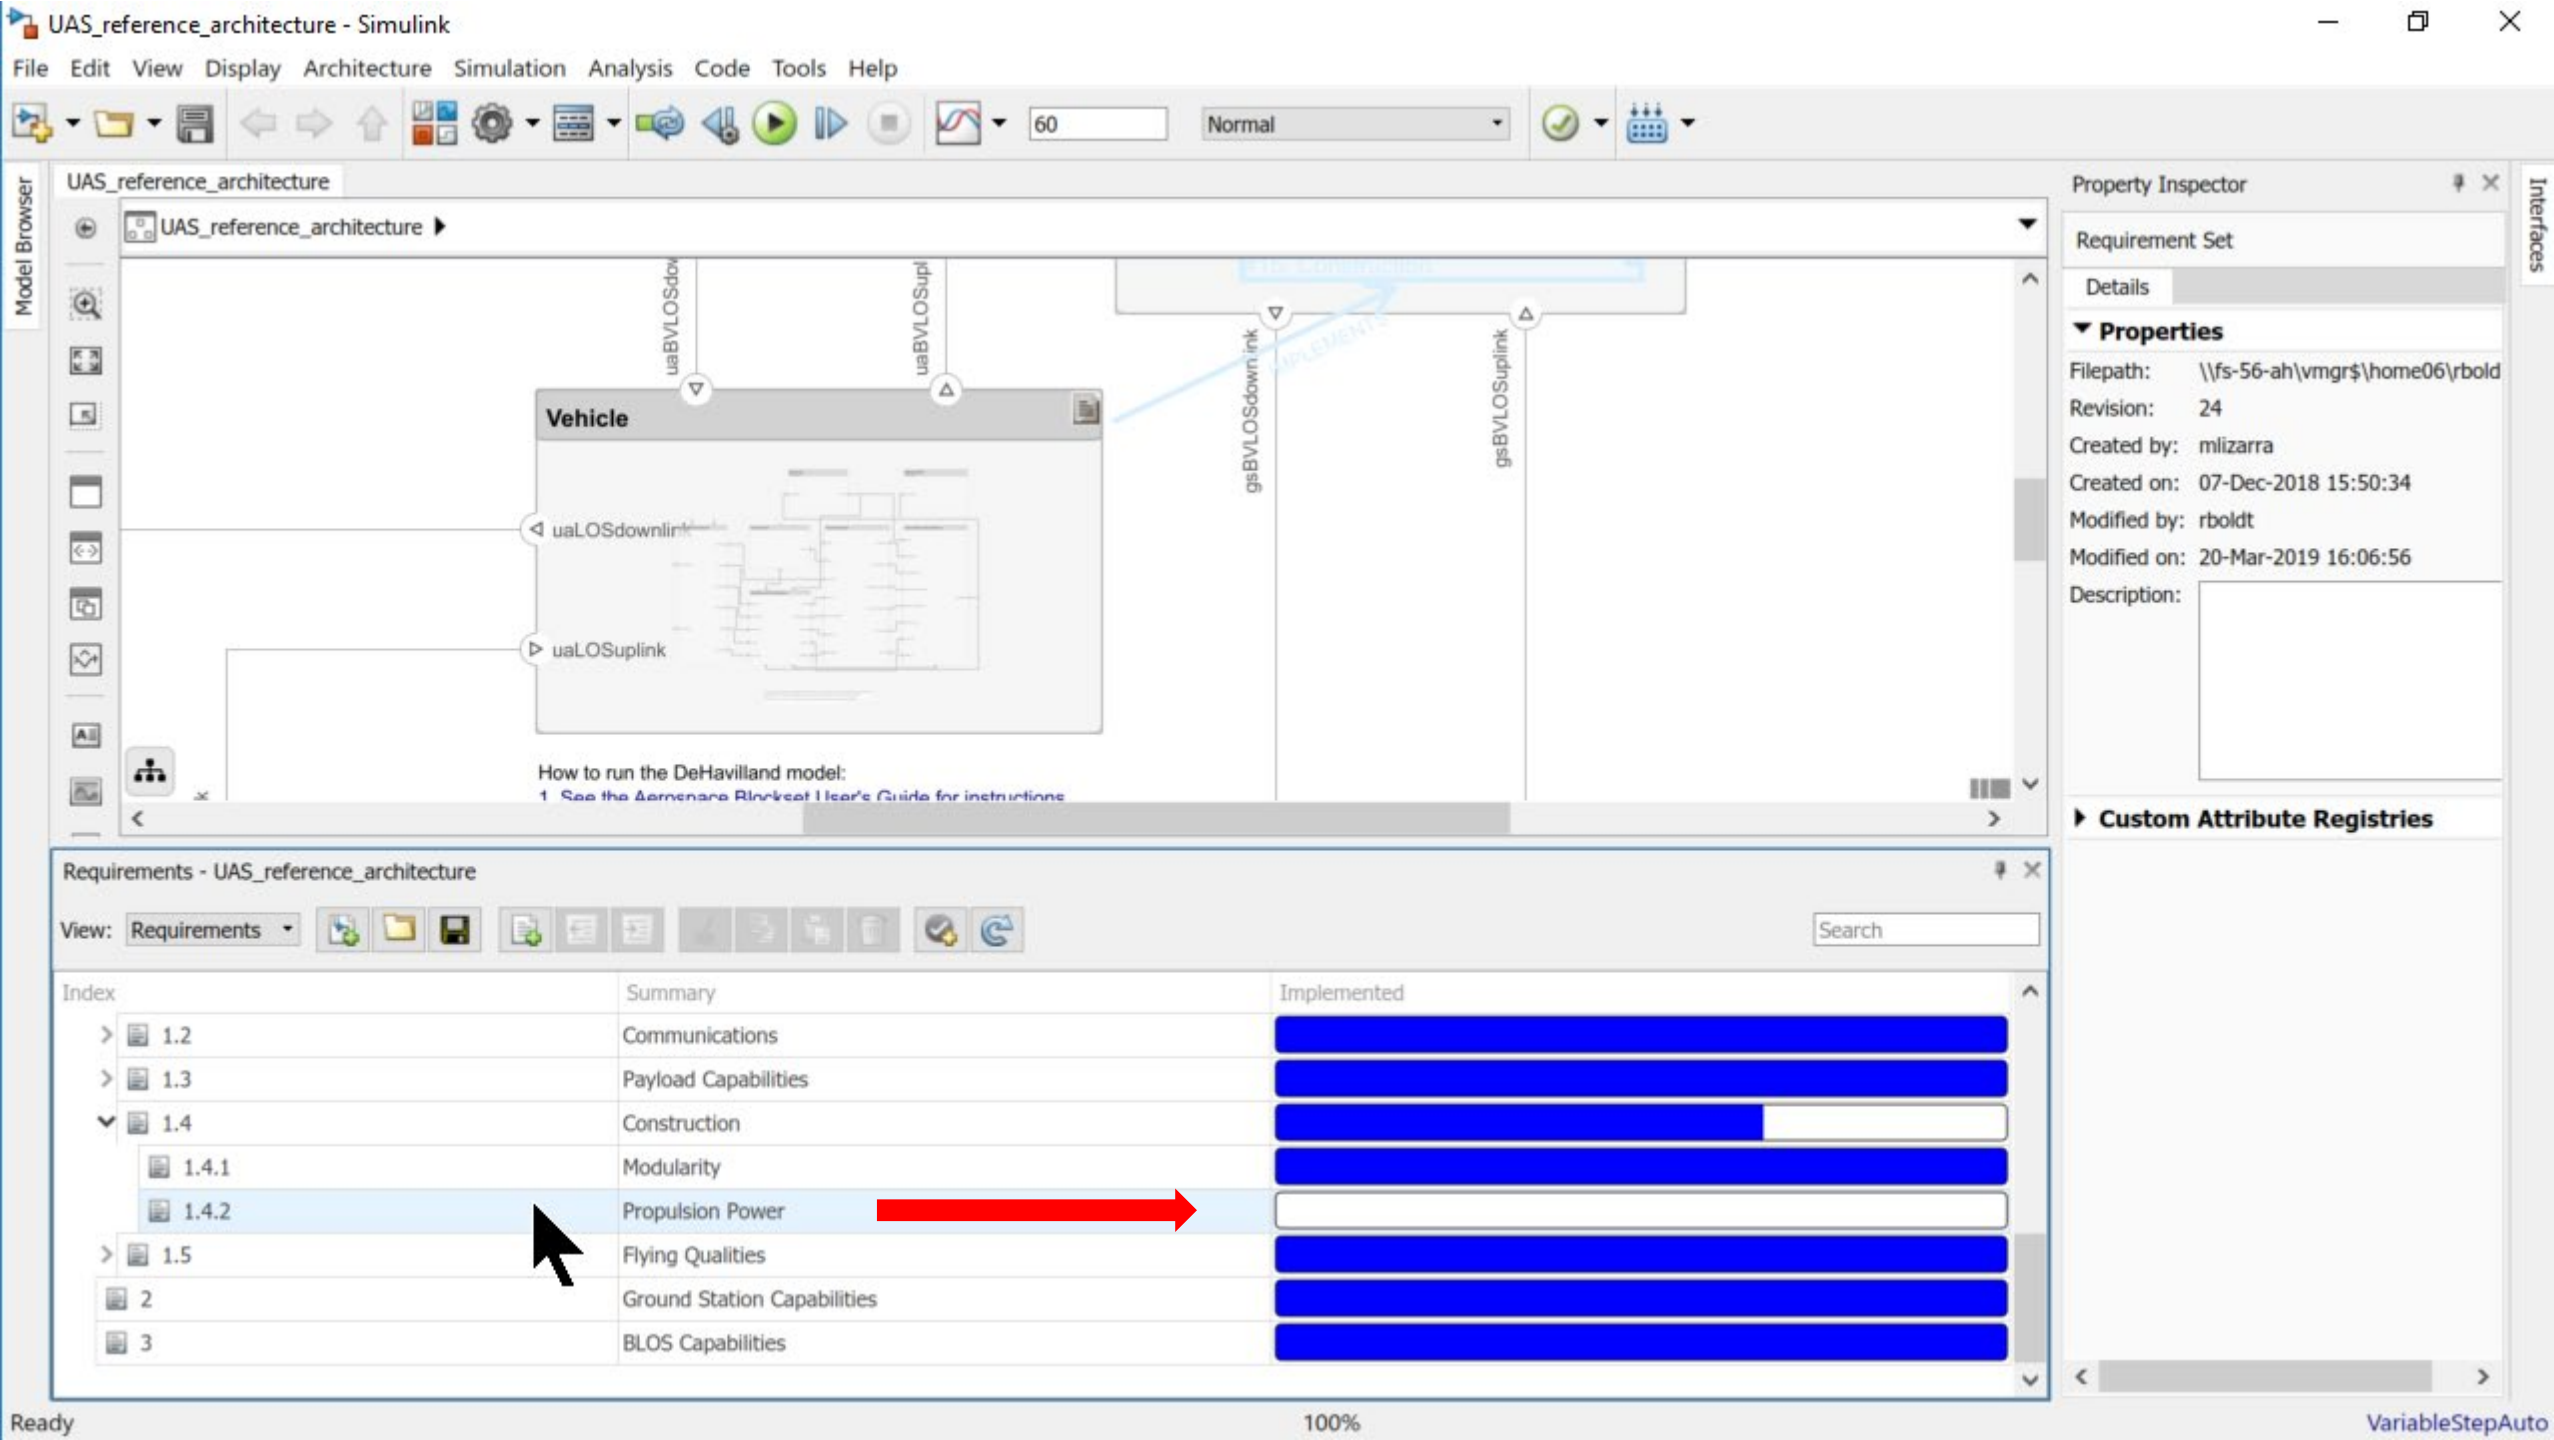 UAS_reference_architecture - Simulink
File Edit View Display Architecture Simulation Analysis Code Tools Help
60
Normal
Model Browser
UAS_reference_architecture
UAS_reference_architecture
uaBVLOSdow
uaBVLOSupl
IMPLEMENTS
gsBVLOSdownlink
gsBVLOSuplink
Vehicle
uaLOSdownlink
uaLOSuplink
How to run the DeHavilland model:
1. See the Aerospace Blockset User's Guide for instructions
Property Inspector
Interfaces
Requirement Set
Details
Properties
Filepath: \\fs-56-ah\vmgr$\home06\rbold
Revision: 24
Created by: mlizarra
Created on: 07-Dec-2018 15:50:34
Modified by: rboldt
Modified on: 20-Mar-2019 16:06:56
Description:
Custom Attribute Registries
Requirements - UAS_reference_architecture
View: Requirements
Search
Index Summary Implemented
1.2 Communications
1.3 Payload Capabilities
1.4 Construction
1.4.1 Modularity
1.4.2 Propulsion Power
1.5 Flying Qualities
2 Ground Station Capabilities
3 BLOS Capabilities
Ready 100% VariableStepAuto